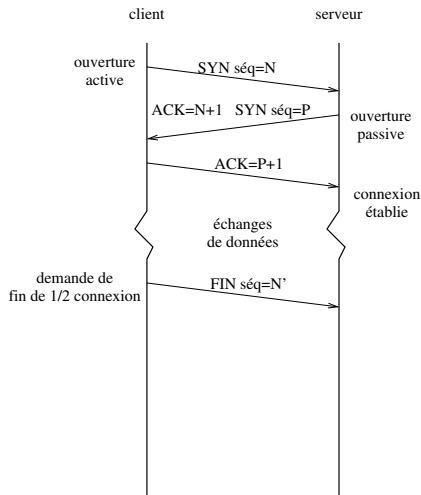 client
serveur
ouverture
active
SYN séq=N
ACK=N+1 SYN séq=P
ouverture
passive
ACK=P+1
connexion
établie
échanges
de données
demande de
fin de 1/2 connexion
FIN séq=N’